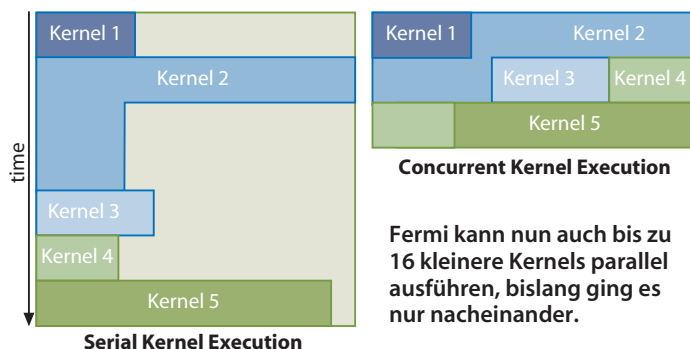 Kernel 1
Kernel 2
time
Kernel 3
Kernel 4
Kernel 5
Serial Kernel Execution
Kernel 1
Kernel 2
Kernel 3
Kernel 4
Kernel 5
Concurrent Kernel Execution
Fermi kann nun auch bis zu
16 kleinere Kernels parallel
ausführen, bislang ging es
nur nacheinander.